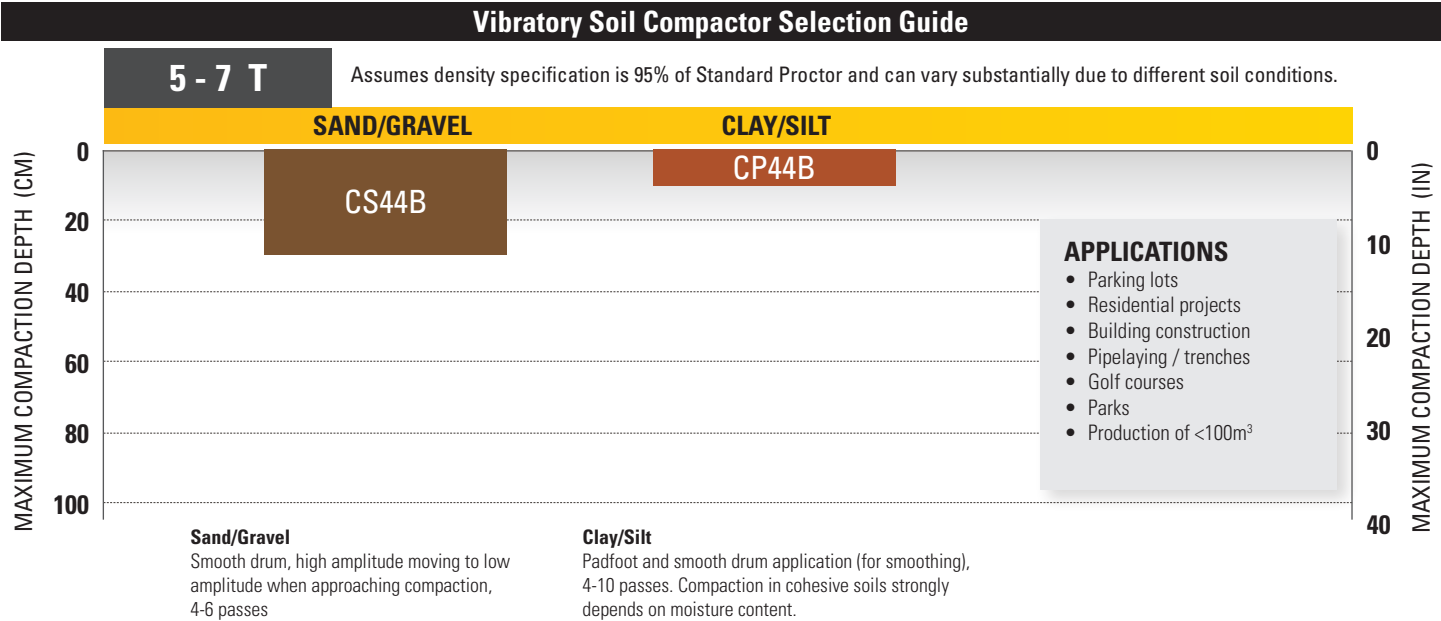 Vibratory Soil Compactor Selection Guide
5 - 7 T
Assumes density specification is 95% of Standard Proctor and can vary substantially due to different soil conditions.
SAND/GRAVEL
CLAY/SILT
MAXIMUM COMPACTION DEPTH (CM)
0
20
40
60
80
100
CS44B
CP44B
APPLICATIONS
• Parking lots
• Residential projects
• Building construction
• Pipelaying / trenches
• Golf courses
• Parks
• Production of <100m³
0
10
20
30
40
MAXIMUM COMPACTION DEPTH (IN)
Sand/Gravel
Smooth drum, high amplitude moving to low
amplitude when approaching compaction,
4-6 passes
Clay/Silt
Padfoot and smooth drum application (for smoothing),
4-10 passes. Compaction in cohesive soils strongly
depends on moisture content.